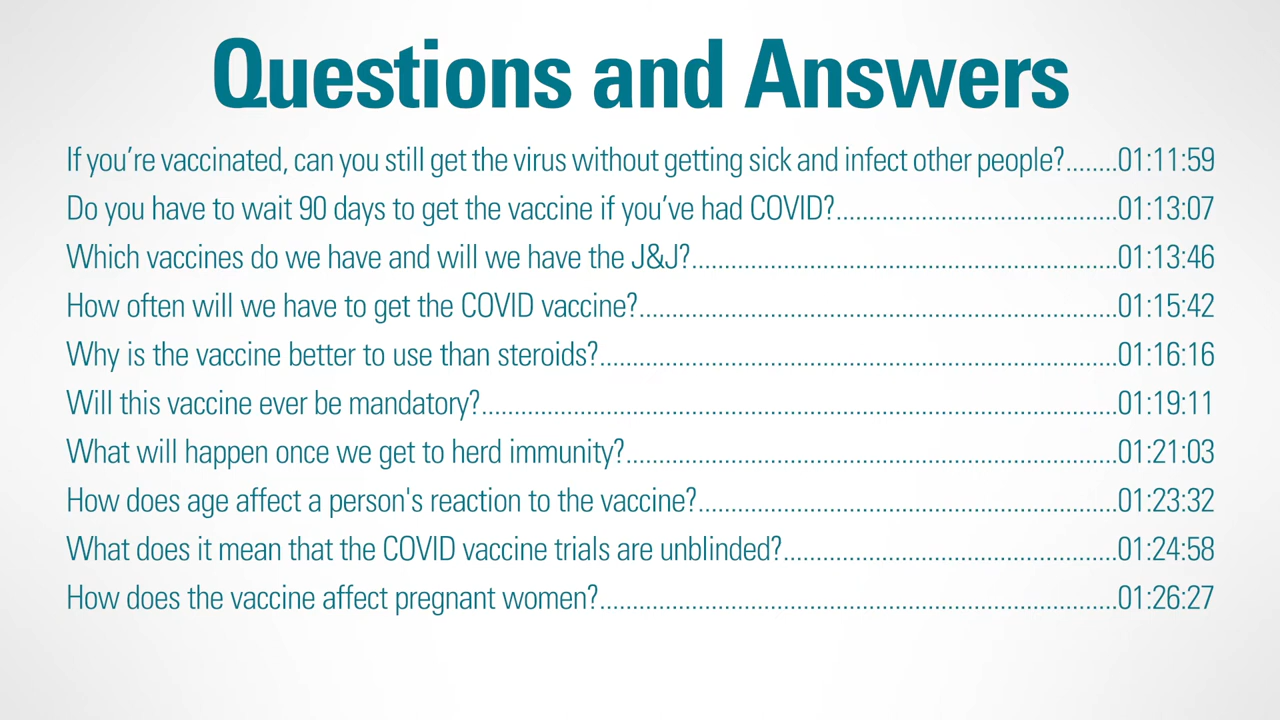 Questions and Answers
If you’re vaccinated, can you still get the virus without getting sick and infect other people?........01:11:59
Do you have to wait 90 days to get the vaccine if you’ve had COVID?...........................................01:13:07
Which vaccines do we have and will we have the J&J?.................................................................01:13:46
How often will we have to get the COVID vaccine?.........................................................................01:15:42
Why is the vaccine better to use than steroids?...............................................................................01:16:16
Will this vaccine ever be mandatory?.................................................................................................01:19:11
What will happen once we get to herd immunity?...........................................................................01:21:03
How does age affect a person's reaction to the vaccine?................................................................01:23:32
What does it mean that the COVID vaccine trials are unblinded?...................................................01:24:58
How does the vaccine affect pregnant women?...............................................................................01:26:27